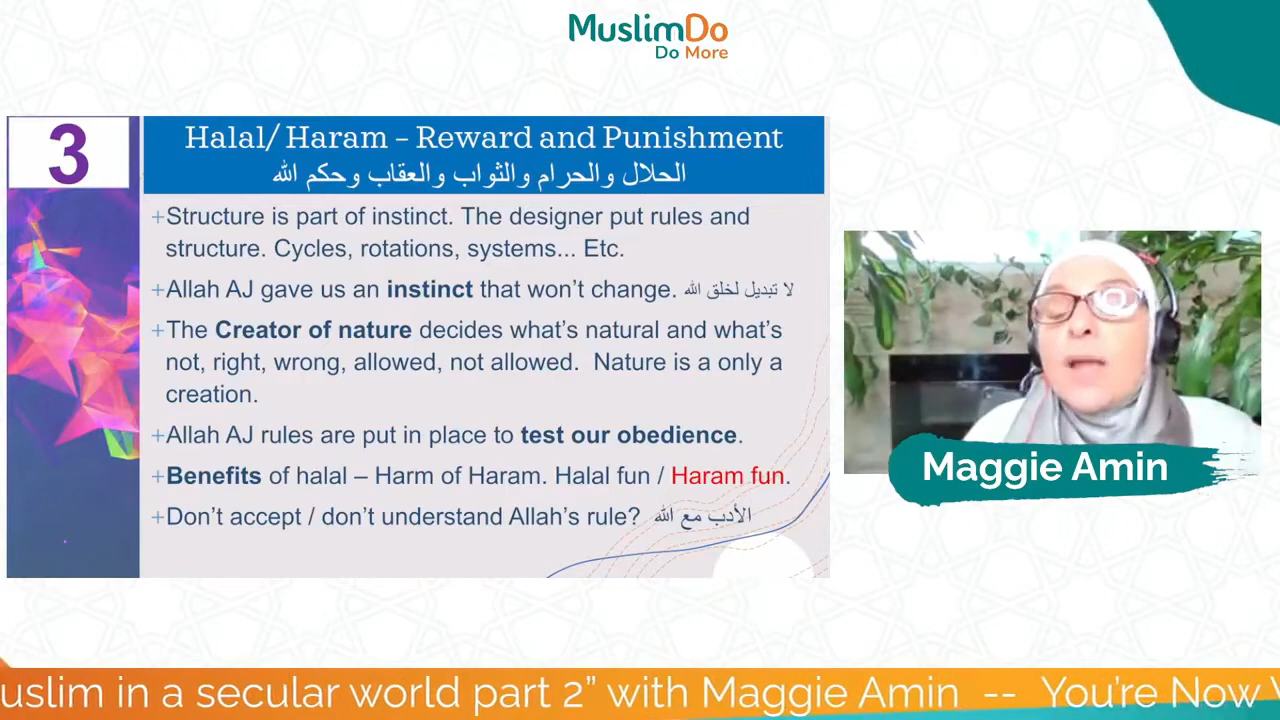 MuslimDo
Do More
3
Halal/ Haram – Reward and Punishment
الحلال والحرام والثواب والعقاب وحكم الله
+Structure is part of instinct. The designer put rules and
structure. Cycles, rotations, systems... Etc.
+Allah AJ gave us an instinct that won't change. لا تبديل لخلق الله
+The Creator of nature decides what's natural and what's
not, right, wrong, allowed, not allowed. Nature is a only a
creation.
+Allah AJ rules are put in place to test our obedience.
+Benefits of halal – Harm of Haram. Halal fun / Haram fun.
+Don't accept / don't understand Allah's rule? الأدب مع الله
Maggie Amin
uslim in a secular world part 2” with Maggie Amin -- You're Now